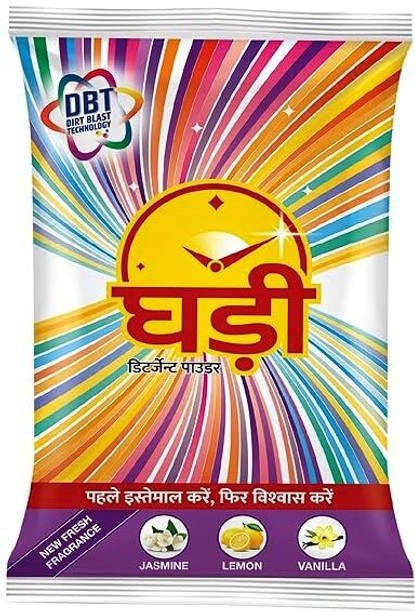 DBT
DIRT BLAST
TECHNOLOGY
घड़ी
डिटर्जेन्ट पाउडर
पहले इस्तेमाल करें, फिर विश्वास करें
NEW FRESH
FRAGRANCE
JASMINE
LEMON
VANILLA